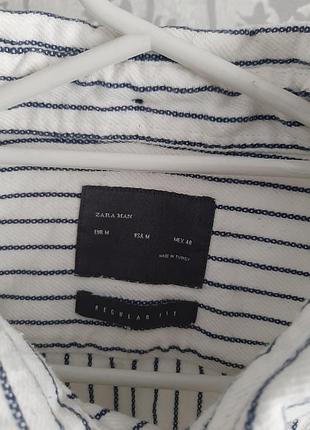 ZARA MAN
EUR M USA M MEX 40
MADE IN TURKEY
REGULAR FIT